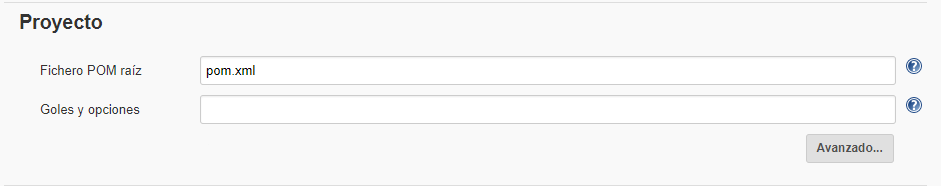 Proyecto
Fichero POM raíz
pom.xml
Goles y opciones
Avanzado...